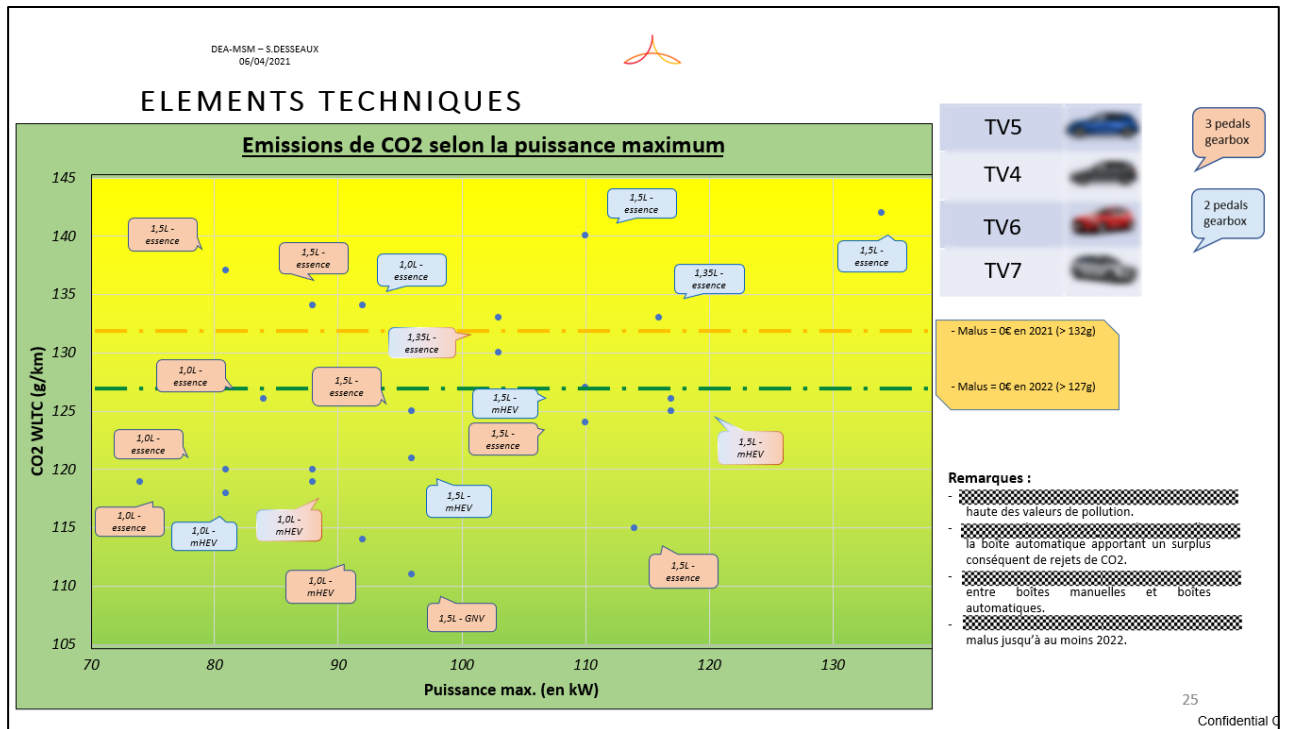 DEA-MSM – S.DESSEAUX
06/04/2021
ELEMENTS TECHNIQUES
Emissions de CO2 selon la puissance maximum
CO2 WLTC (g/km)
145
140
135
130
125
120
115
110
105
1,5L -
essence
1,5L -
essence
1,0L -
essence
1,5L -
essence
1,35L -
essence
1,5L -
essence
1,35L -
essence
1,0L -
essence
1,5L -
essence
1,5L -
mHEV
1,5L -
essence
1,5L -
mHEV
1,0L -
essence
1,0L -
essence
1,0L -
mHEV
1,0L -
mHEV
1,5L -
mHEV
1,0L -
mHEV
1,5L - GNV
1,5L -
essence
70
80
90
100
110
120
130
Puissance max. (en kW)
TV5
TV4
TV6
TV7
3 pedals
gearbox
2 pedals
gearbox
- Malus = 0€ en 2021 (> 132g)
- Malus = 0€ en 2022 (> 127g)
Remarques :
-
haute des valeurs de pollution.
-
la boîte automatique apportant un surplus
conséquent de rejets de CO2.
-
entre boîtes manuelles et boîtes
automatiques.
-
malus jusqu'à au moins 2022.
25
Confidential C